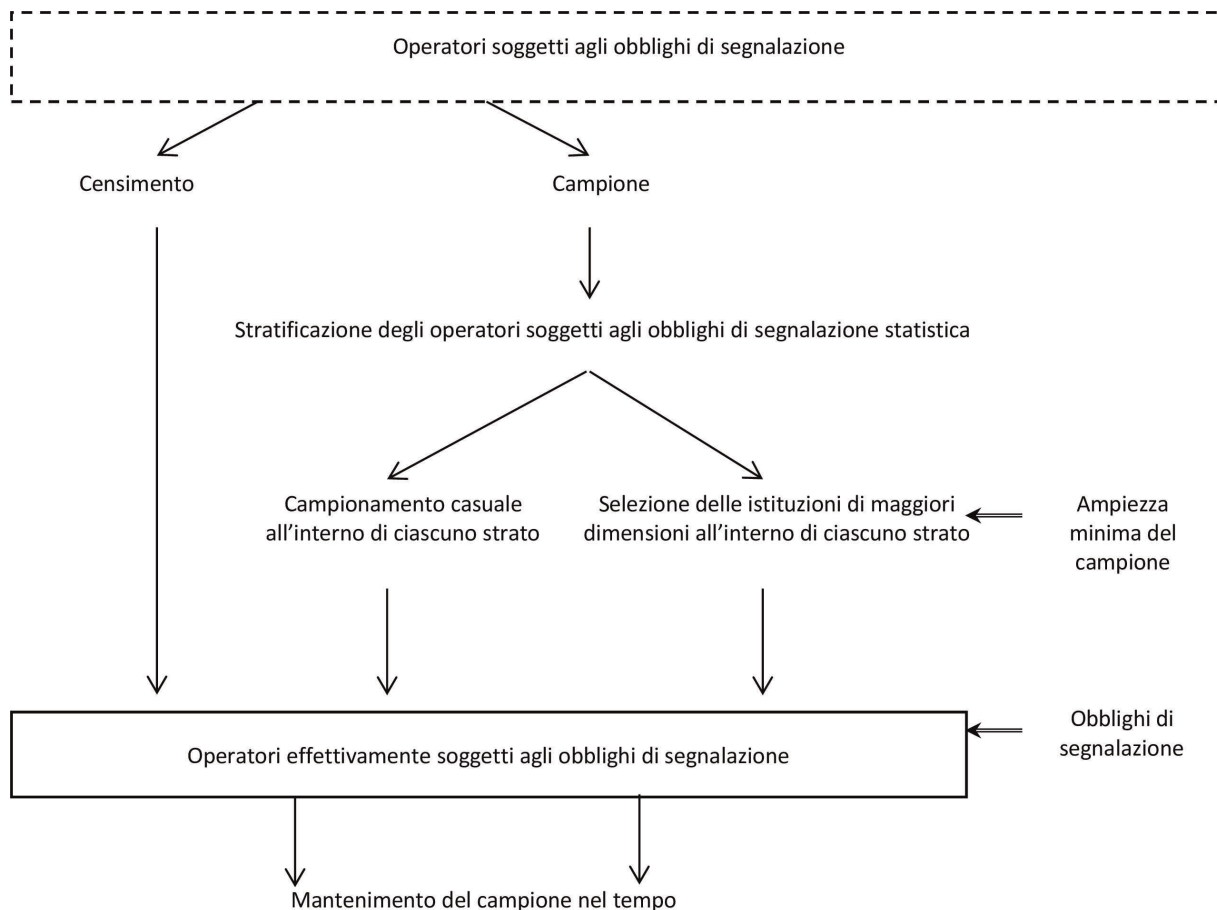 Operatori soggetti agli obblighi di segnalazione
Censimento
Campione
Stratificazione degli operatori soggetti agli obblighi di segnalazione statistica
Campionamento casuale
all’interno di ciascuno strato
Selezione delle istituzioni di maggiori
dimensioni all’interno di ciascuno strato
Ampiezza
minima del
campione
Operatori effettivamente soggetti agli obblighi di segnalazione
Obblighi di
segnalazione
Mantenimento del campione nel tempo